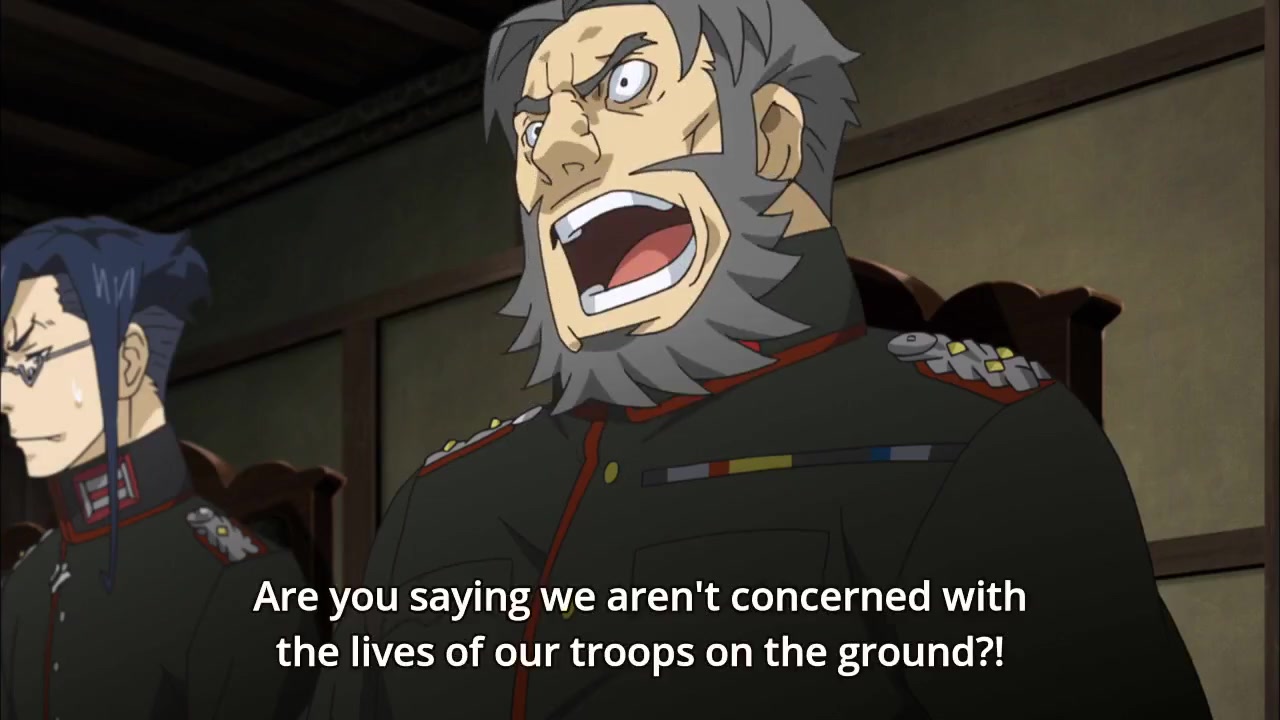 Are you saying we aren't concerned with
the lives of our troops on the ground?!